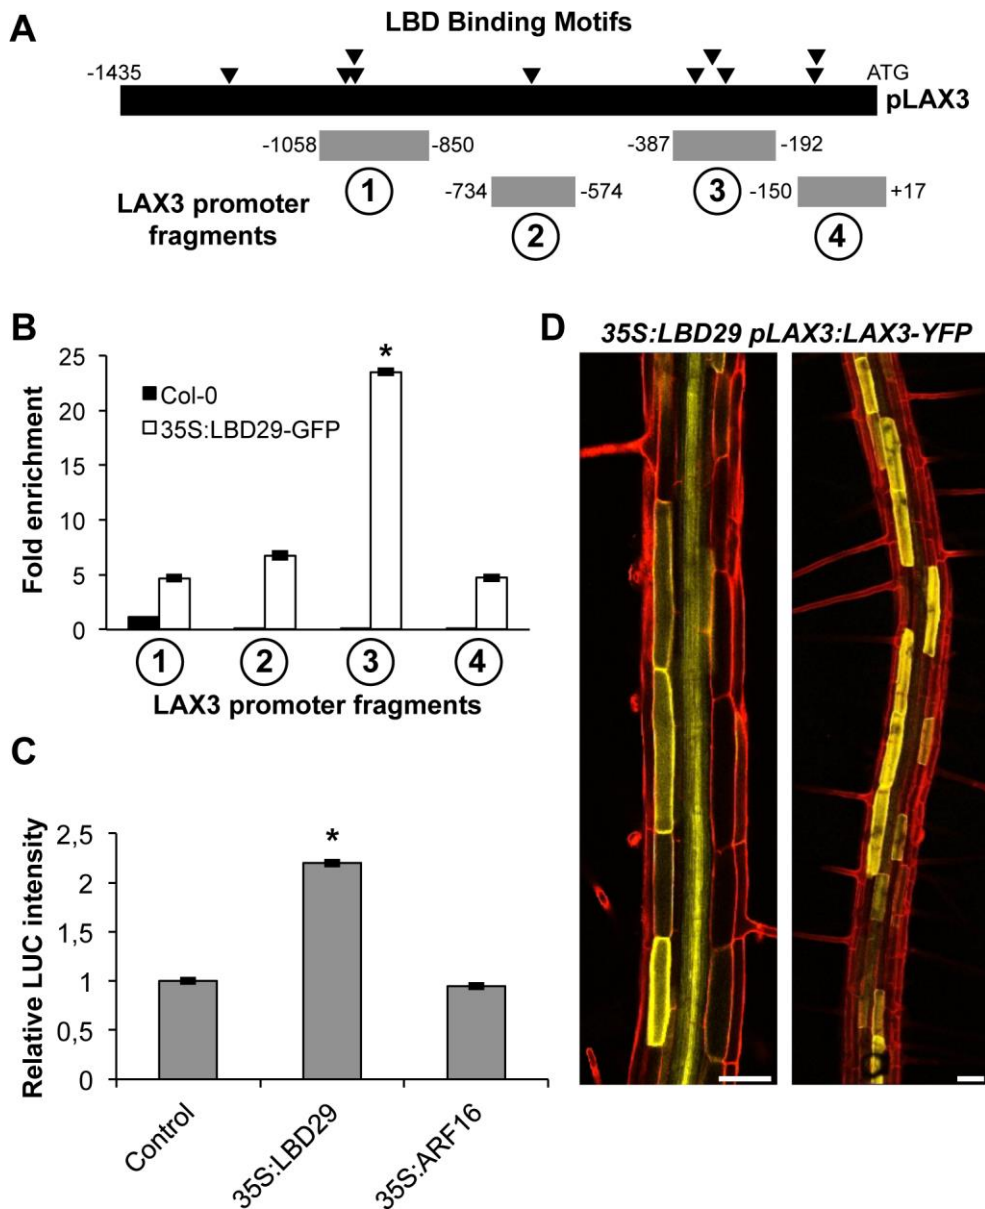 A
LBD Binding Motifs
-1435
ATG
pLAX3
-1058
-850
-387
-192
1
-734
-574
3
-150
+17
LAX3 promoter
fragments
2
4
B
25
20
15
10
5
0
Fold enrichment
*
Col-0
35S:LBD29-GFP
1
2
3
4
LAX3 promoter fragments
C
2,5
2
1,5
1
0,5
0
Relative LUC intensity
*
Control
35S:LBD29
35S:ARF16
D
35S:LBD29 pLAX3:LAX3-YFP